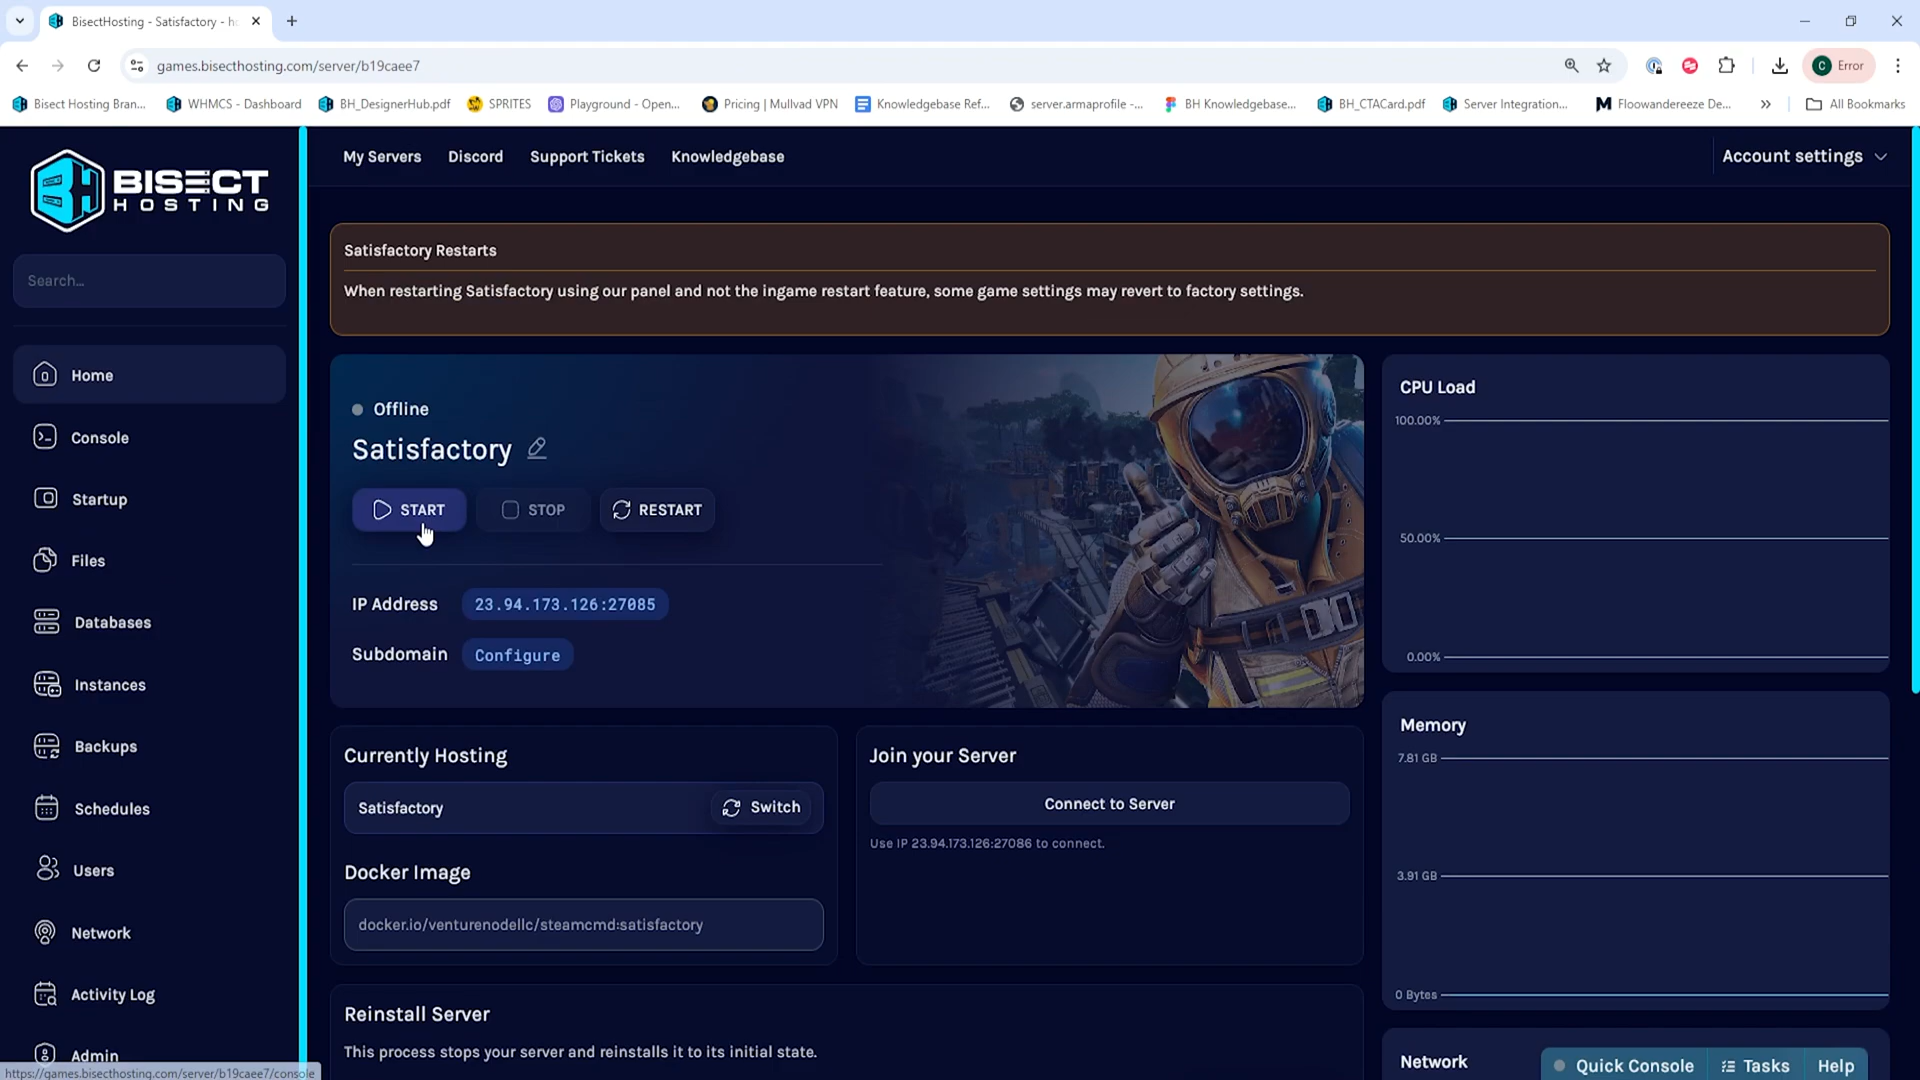 BisectHosting - Satisfactory - h
games.bisecthosting.com/server/b19caee7
Error
Bisect Hosting Bran...
WHMCS - Dashboard
BH_DesignerHub.pdf
SPRITES
Playground - Open...
Pricing | Mullvad VPN
Knowledgebase Ref...
server.armaprofile -...
BH Knowledgebase...
BH_CTACard.pdf
Server Integration...
Floowandereeze De...
All Bookmarks
BISECT
HOSTING
My Servers
Discord
Support Tickets
Knowledgebase
Account settings
Search...
Home
Console
Startup
Files
Databases
Instances
Backups
Schedules
Users
Network
Activity Log
Admin
Satisfactory Restarts
When restarting Satisfactory using our panel and not the ingame restart feature, some game settings may revert to factory settings.
Offline
Satisfactory
START
STOP
RESTART
IP Address
23.94.173.126:27085
Subdomain
Configure
CPU Load
100.00%
50.00%
0.00%
Memory
7.81 GB
3.91 GB
0 Bytes
Currently Hosting
Satisfactory
Switch
Docker Image
docker.io/venturenodellc/steamcmd:satisfactory
Join your Server
Connect to Server
Use IP 23.94.173.126:27086 to connect.
Reinstall Server
This process stops your server and reinstalls it to its initial state.
Network
Quick Console
Tasks
Help
https://games.bisecthosting.com/server/b19caee7/console